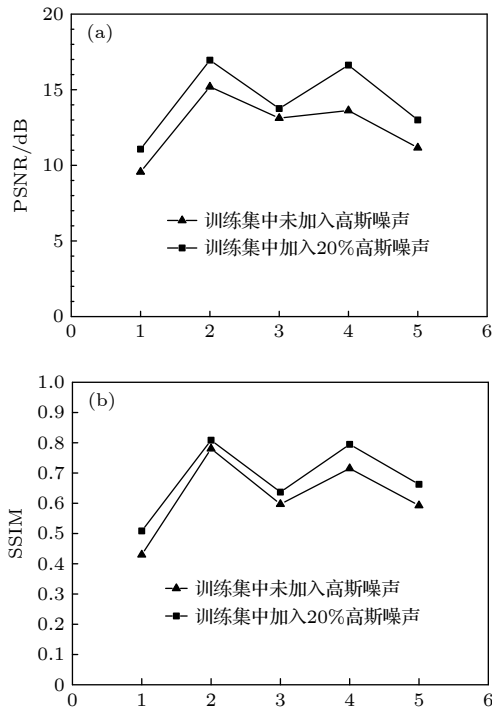 20
(a)
15
PSNR/dB
10
训练集中未加入高斯噪声
训练集中加入20%高斯噪声
5
0
0 1 2 3 4 5 6
1.0
(b)
0.9
0.8
0.7
0.6
SSIM
0.5
0.4
训练集中未加入高斯噪声
0.3
训练集中加入20%高斯噪声
0.2
0.1
0
0 1 2 3 4 5 6